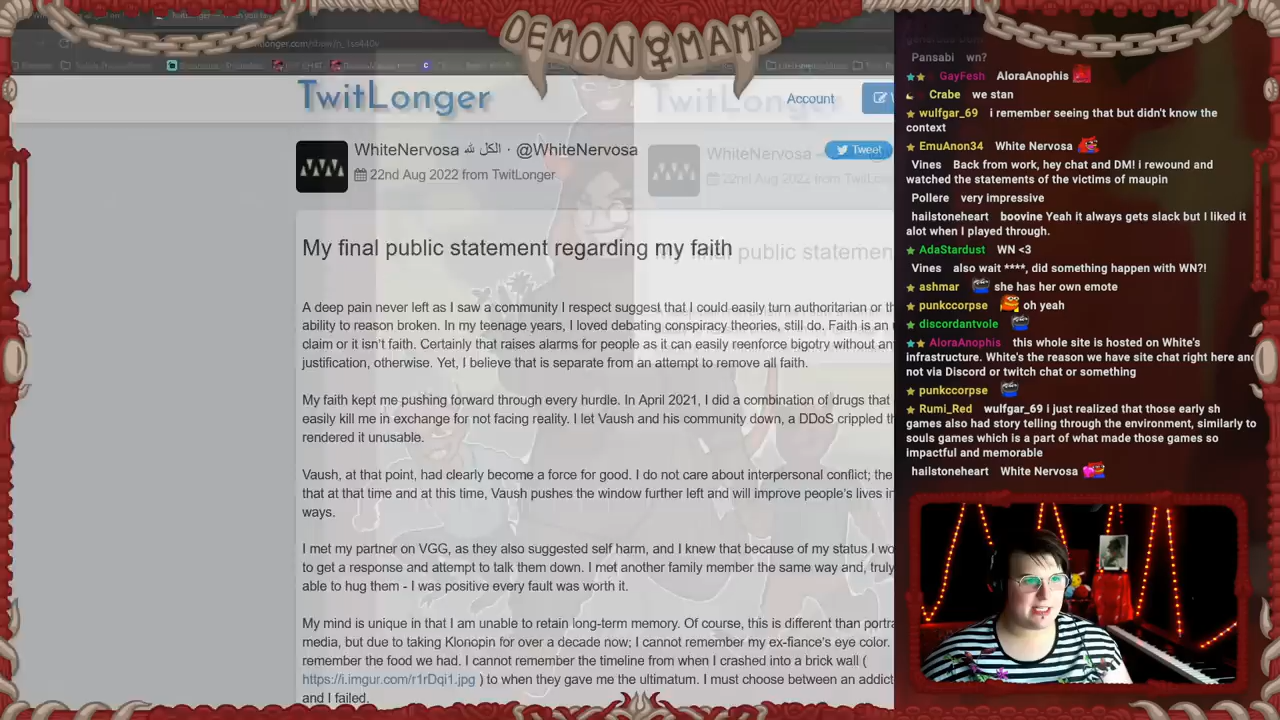 DEMON MAMA
TwitLonger
Account
WhiteNervosa الكل لله · @WhiteNervosa
Tweet
22nd Aug 2022 from TwitLonger
My final public statement regarding my faith
A deep pain never left as I saw a community I respect suggest that I could easily turn authoritarian or th
ability to reason broken. In my teenage years, I loved debating conspiracy theories, still do. Faith is an
claim or it isn't faith. Certainly that raises alarms for people as it can easily reenforce bigotry without an
justification, otherwise. Yet, I believe that is separate from an attempt to remove all faith.
My faith kept me pushing forward through every hurdle. In April 2021, I did a combination of drugs that
easily kill me in exchange for not facing reality. I let Vaush and his community down, a DDoS crippled th
rendered it unusable.
Vaush, at that point, had clearly become a force for good. I do not care about interpersonal conflict; the
that at that time and at this time, Vaush pushes the window further left and will improve people's lives in
ways.
I met my partner on VGG, as they also suggested self harm, and I knew that because of my status I wo
to get a response and attempt to talk them down. I met another family member the same way and, truly
able to hug them - I was positive every fault was worth it.
My mind is unique in that I am unable to retain long-term memory. Of course, this is different than portra
media, but due to taking Klonopin for over a decade now; I cannot remember my ex-fiance's eye color.
remember the food we had. I cannot remember the timeline from when I crashed into a brick wall (
https://i.imgur.com/r1rDqi1.jpg ) to when they gave me the ultimatum. I must choose between an addict
and I failed.
Pansabi wn?
GayFesh AloraAnophis
Crabe we stan
wulfgar_69 i remember seeing that but didn't know the
context
EmuAnon34 White Nervosa
Vines Back from work, hey chat and DM! i rewound and
watched the statements of the victims of maupin
Pollere very impressive
hailstoneheart boovine Yeah it always gets slack but I liked it
alot when I played through.
AdaStardust WN <3
Vines also wait ****, did something happen with WN?!
ashmar she has her own emote
punkccorpse oh yeah
discordantvole
AloraAnophis this whole site is hosted on White's
infrastructure. White's the reason we have site chat right here and
not via Discord or twitch chat or something
punkccorpse
Rumi_Red wulfgar_69 i just realized that those early sh
games also had story telling through the environment, similarly to
souls games which is a part of what made those games so
impactful and memorable
hailstoneheart White Nervosa